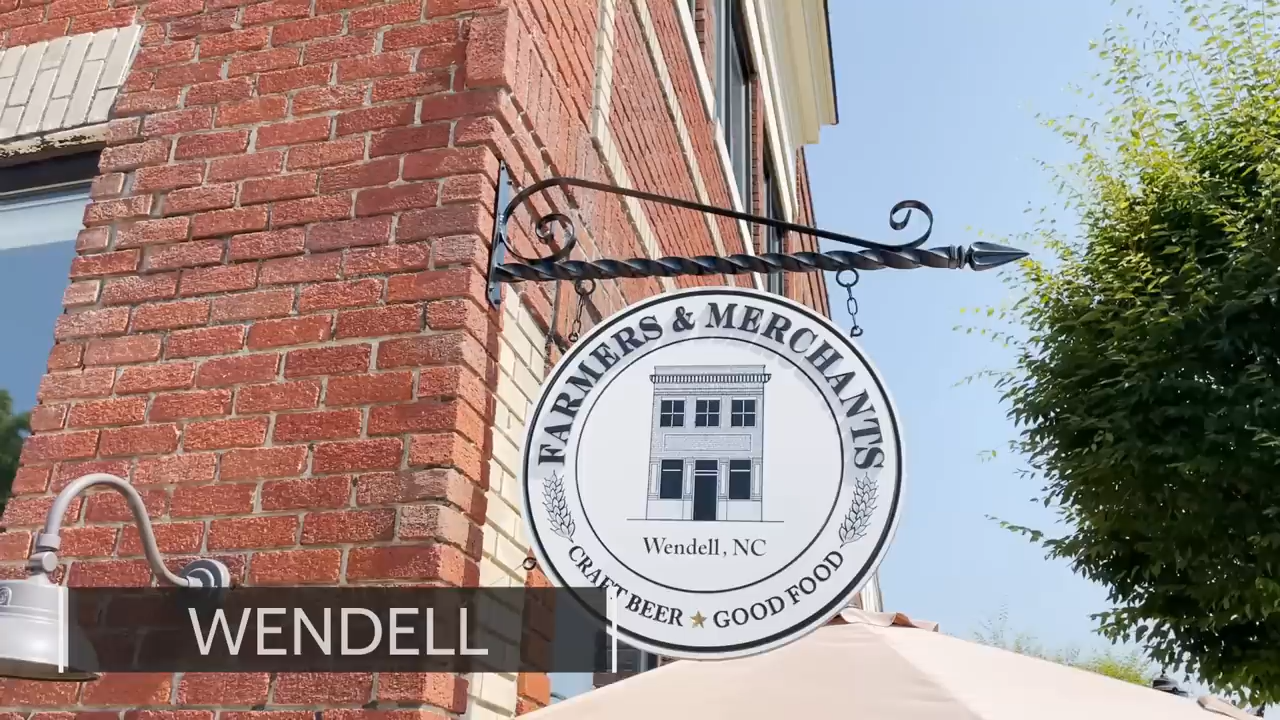 FARMERS & MERCHANTS
Wendell, NC
CRAFT BEER ★ GOOD FOOD
WENDELL